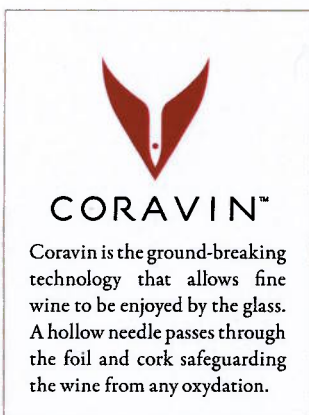 CORAVIN™
Coravin is the ground-breaking
technology that allows fine
wine to be enjoyed by the glass.
A hollow needle passes through
the foil and cork safeguarding
the wine from any oxydation.